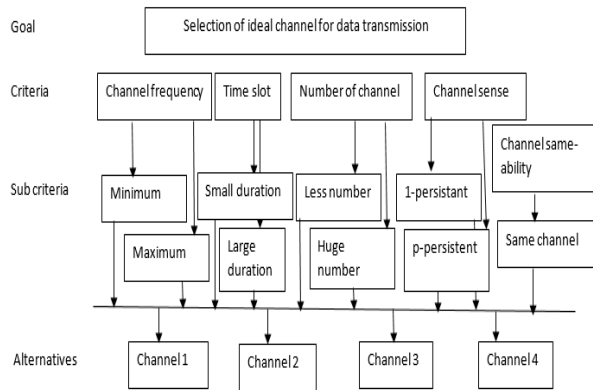 Goal
Selection of ideal channel for data transmission
Criteria
Channel frequency
Time slot
Number of channel
Channel sense
Channel same-
ability
Sub criteria
Minimum
Small duration
Less number
1-persistant
Maximum
Large
duration
Huge
number
p-persistent
Same channel
Alternatives
Channel 1
Channel 2
Channel 3
Channel 4